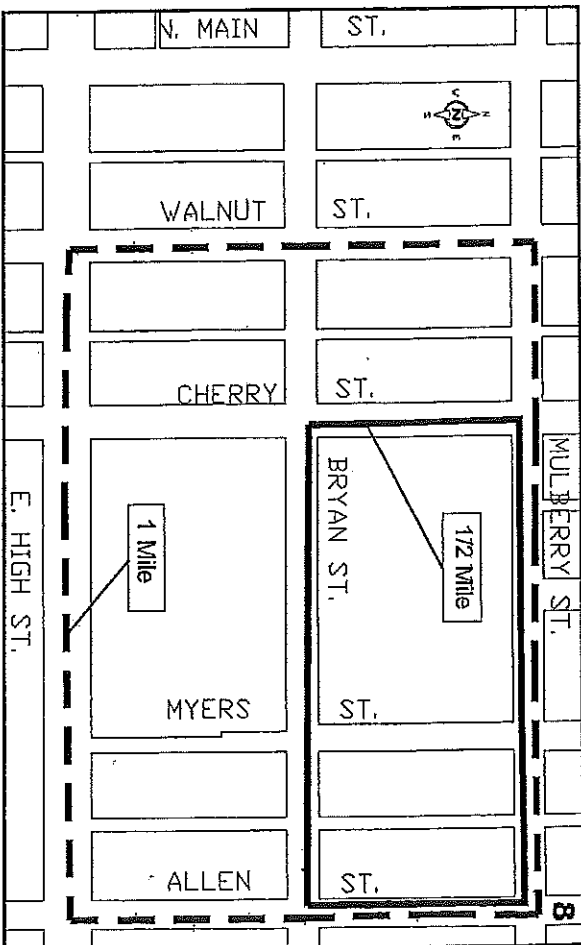 N. MAIN ST.
N
N
S
E
W
WALNUT ST.
CHERRY ST.
MULBERRY ST.
BRYAN ST.
1/2 Mile
1 Mile
E. HIGH ST.
MYERS ST.
ALLEN ST.
8